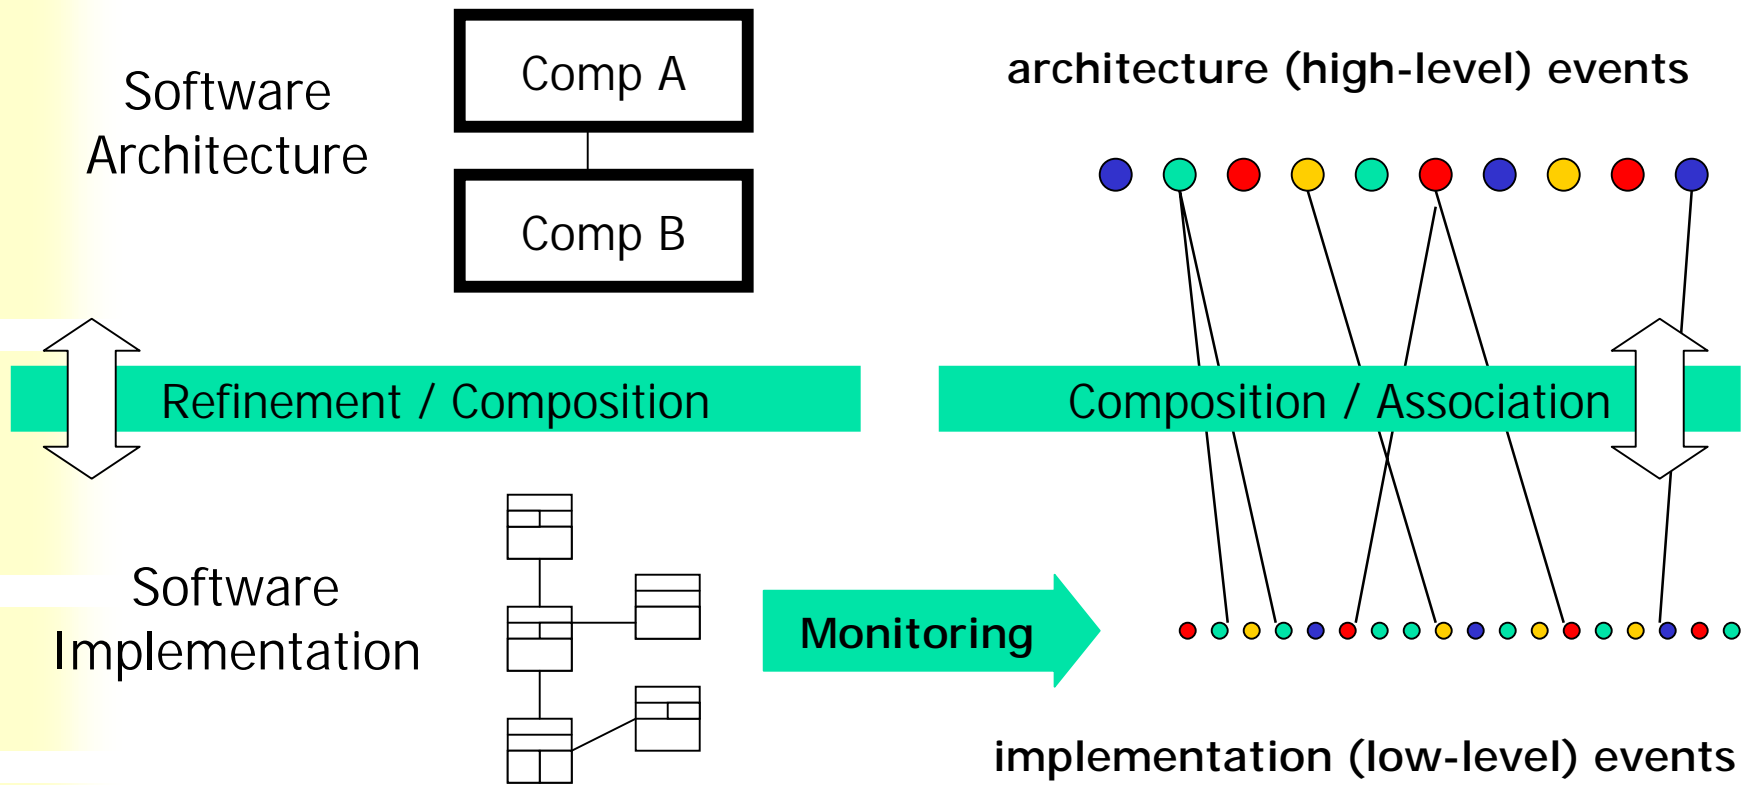 Software
Architecture
Comp A
Comp B
architecture (high-level) events
Refinement / Composition
Composition / Association
Software
Implementation
Monitoring
implementation (low-level) events